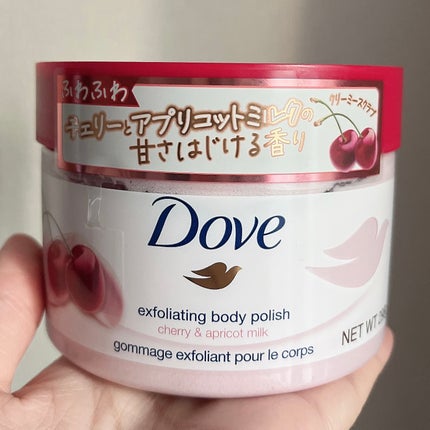 ふわふわ
チェリーとアプリコットミルクの
甘さはじける香り
クリーミースクラブ
Dove
exfoliating body polish
cherry & apricot milk
gommage exfoliant pour le corps
NET WT